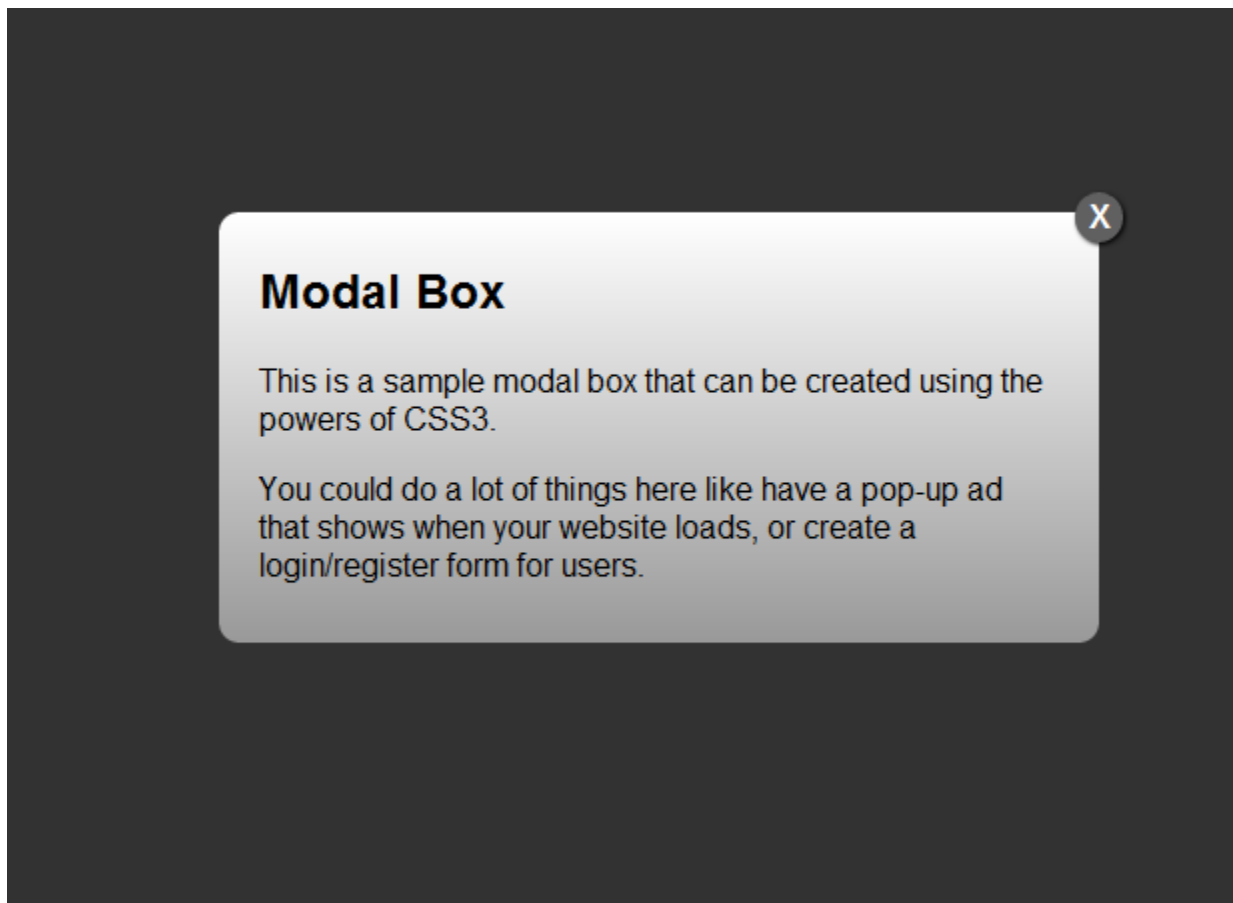 X
Modal Box
This is a sample modal box that can be created using the
powers of CSS3.
You could do a lot of things here like have a pop-up ad
that shows when your website loads, or create a
login/register form for users.